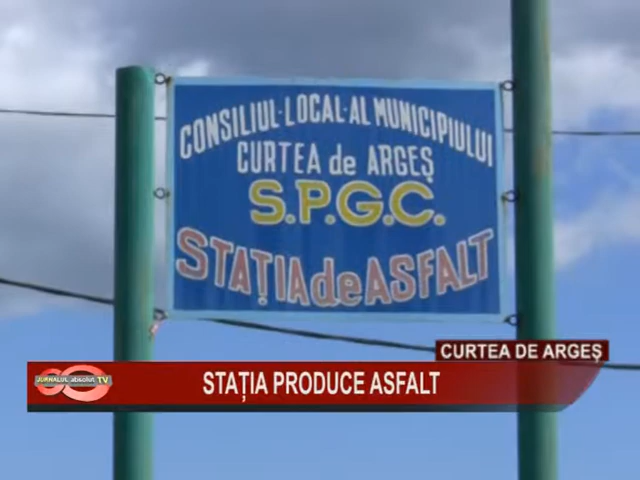 CONSILIUL·LOCAL·AL MUNICIPIULUI
CURTEA de ARGEȘ
S.P.G.C.
STAȚIA de ASFALT
CURTEA DE ARGEȘ
JURNALUL absolut TV
STAȚIA PRODUCE ASFALT